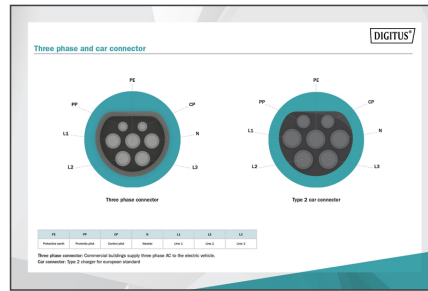 DIGITUS®
Three phase and car connector
PE PE
PP CP PP CP
L1 N L1 N
L2 L3 L2 L3
Three phase connector Type 2 car connector
PE PP CP N L1 L2 L3
Protective earth Proximity pilot Control pilot Neutral Line 1 Line 2 Line 3
Three phase connector: Commercial buildings supply three phase AC to the electric vehicle.
Car connector: Type 2 charger for european standard